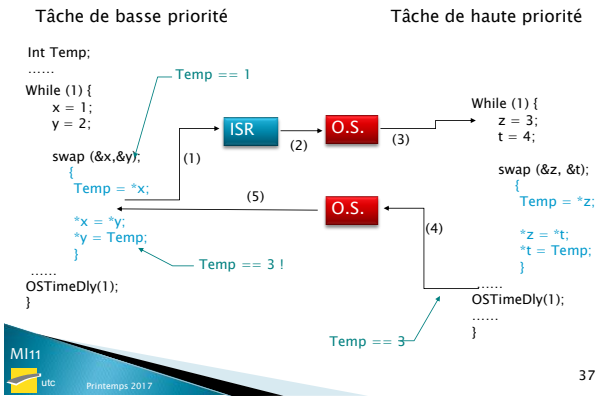 Tâche de basse priorité
Tâche de haute priorité
Int Temp;
......
While (1) {
x = 1;
y = 2;
swap (&x,&y);
{
Temp = *x;
*x = *y;
*y = Temp;
}
......
OSTimeDly(1);
}
Temp == 1
(1)
ISR
(2)
O.S.
(3)
(5)
O.S.
(4)
Temp == 3 !
Temp == 3
While (1) {
z = 3;
t = 4;
swap (&z, &t);
{
Temp = *z;
*z = *t;
*t = Temp;
}
......
OSTimeDly(1);
......
}
MI11
utc
Printemps 2017
37